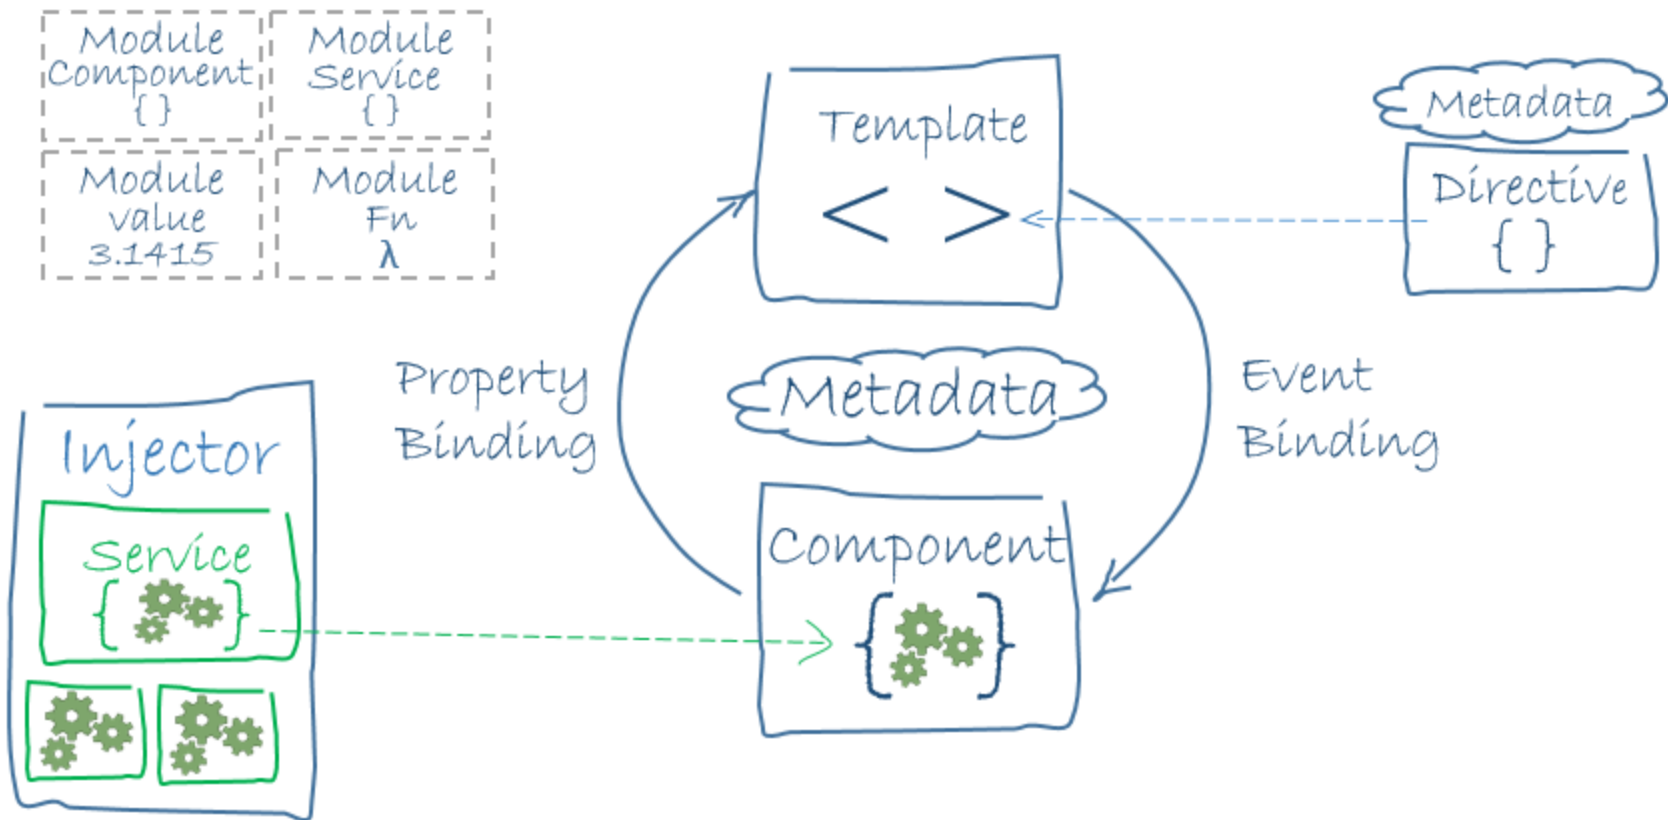 Module
Component
{ }
Module
Service
{ }
Module
value
3.1415
Module
Fn
λ
Template
< >
Metadata
Directive
{ }
Property
Binding
Metadata
Event
Binding
Injector
Service
{ }
Component
{ }